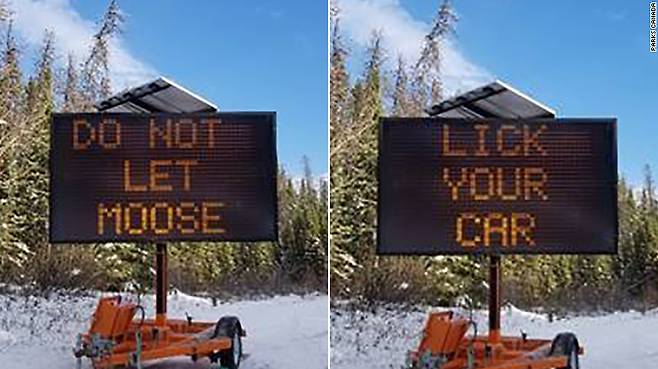 DO NOT
LET
MOOSE
LICK
YOUR
CAR
PARKS CANADA